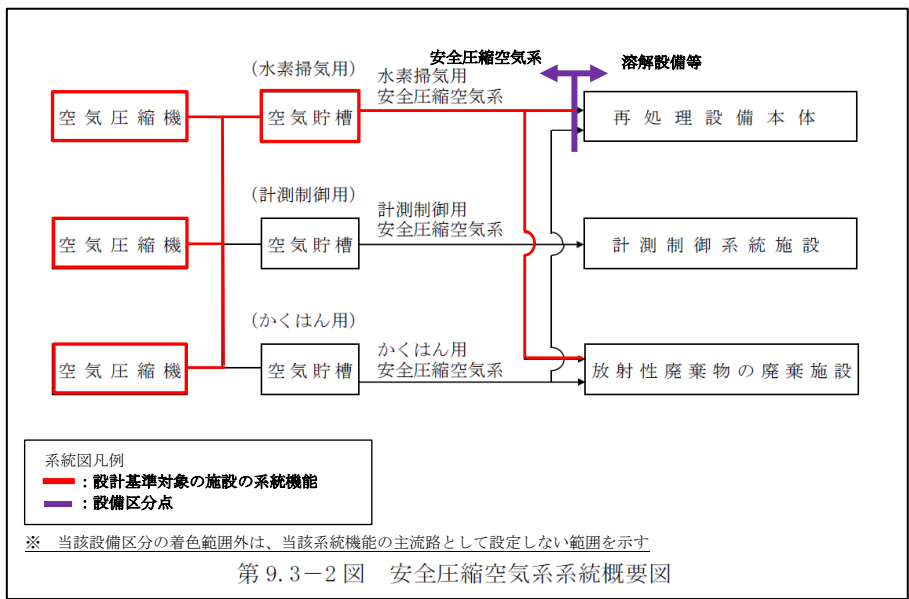 安全圧縮空気系
溶解設備等
(水素掃気用)
水素掃気用
安全圧縮空気系
空気圧縮機
空気貯槽
再処理設備本体
(計測制御用)
計測制御用
安全圧縮空気系
空気圧縮機
空気貯槽
計測制御系統施設
(かくはん用)
かくはん用
安全圧縮空気系
空気圧縮機
空気貯槽
放射性廃棄物の廃棄施設
系統図凡例
：設計基準対象の施設の系統機能
：設備区分点
※　当該設備区分の着色範囲外は、当該系統機能の主流路として設定しない範囲を示す
第 9.3－2 図　安全圧縮空気系系統概要図